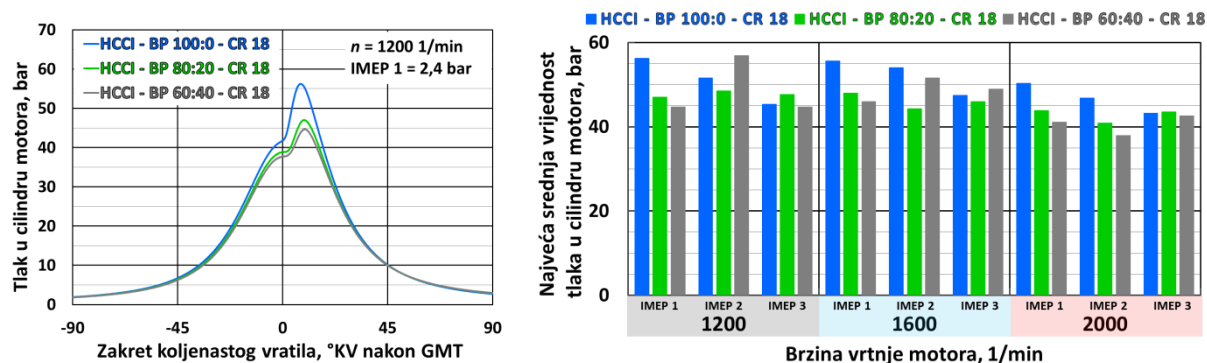 Tlak u cilindru motora, bar
70
60
50
40
30
20
10
0
HCCI - BP 100:0 - CR 18
HCCI - BP 80:20 - CR 18
HCCI - BP 60:40 - CR 18
n = 1200 1/min
IMEP 1 = 2,4 bar
-90 -45 0 45 90
Zakret koljenastog vratila, °KV nakon GMT
HCCI - BP 100:0 - CR 18 HCCI - BP 80:20 - CR 18 HCCI - BP 60:40 - CR 18
Najveća srednja vrijednost
tlaka u cilindru motora, bar
60
40
20
0
IMEP 1 IMEP 2 IMEP 3 IMEP 1 IMEP 2 IMEP 3 IMEP 1 IMEP 2 IMEP 3
1200 1600 2000
Brzina vrtnje motora, 1/min